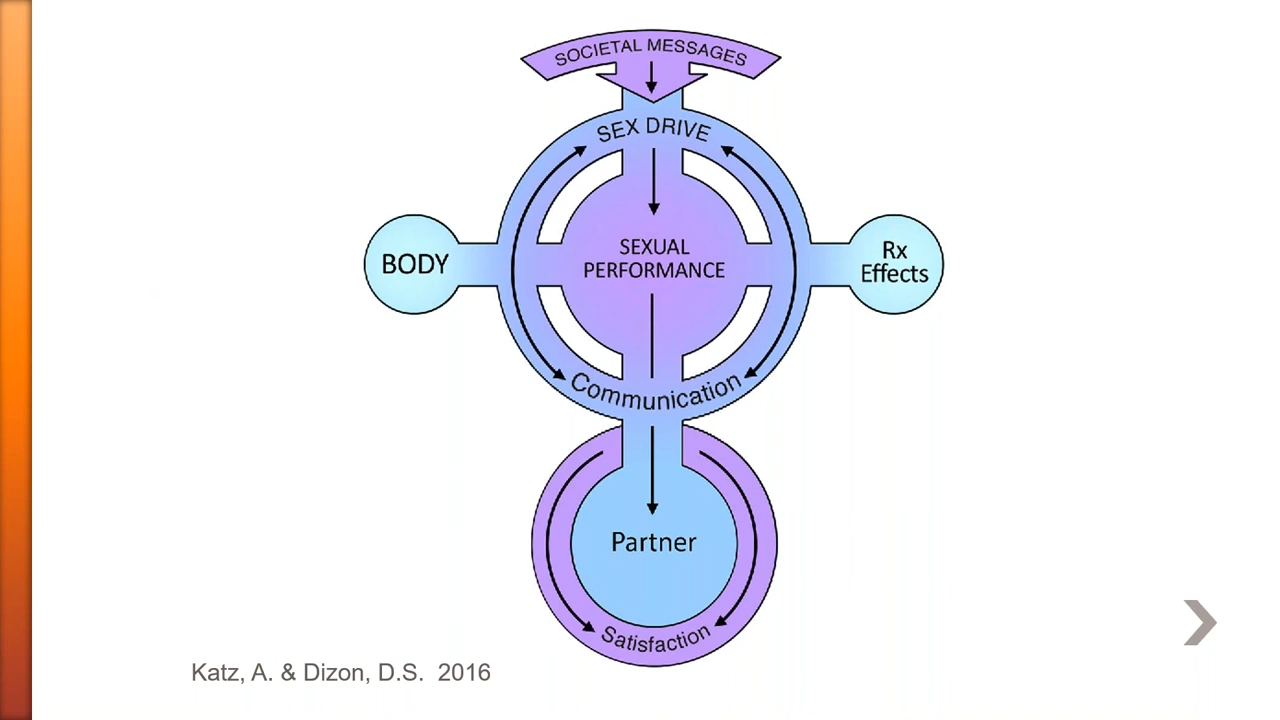 SOCIETAL MESSAGES
SEX DRIVE
BODY
SEXUAL
PERFORMANCE
Rx
Effects
Communication
Partner
Satisfaction
Katz, A. & Dizon, D.S.  2016